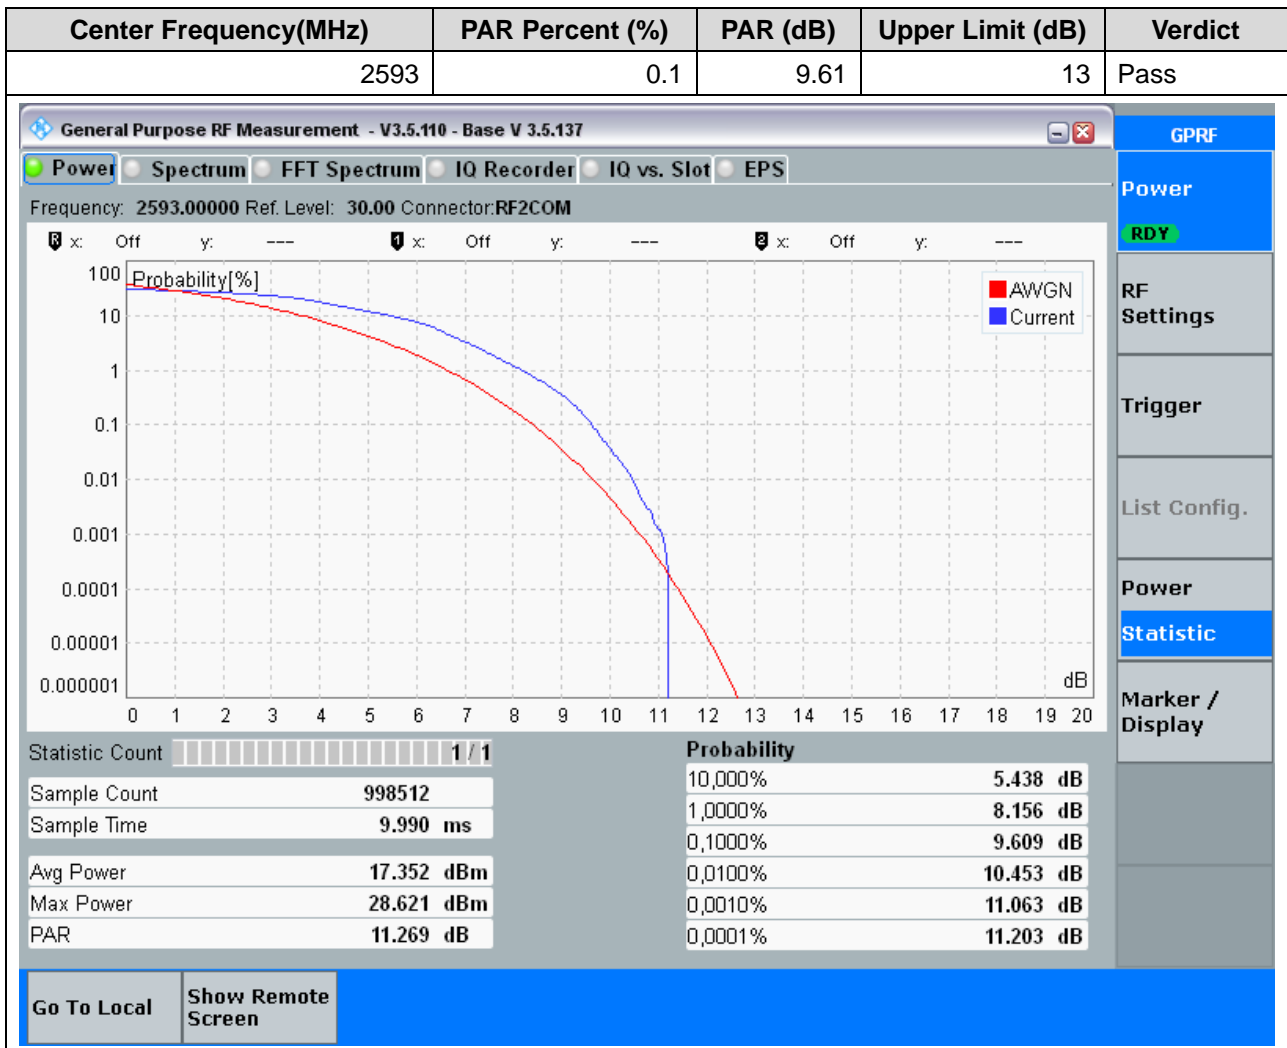 Center Frequency(MHz) PAR Percent (%) PAR (dB) Upper Limit (dB) Verdict
2593 0.1 9.61 13 Pass
General Purpose RF Measurement - V3.5.110 - Base V 3.5.137
GPRF
Power Spectrum FFT Spectrum IQ Recorder IQ vs. Slot EPS
Power
RDY
Frequency: 2593.00000 Ref. Level: 30.00 Connector:RF2COM
R x: Off y: --- 1 x: Off y: --- 2 x: Off y: ---
Probability[%]
AWGN
Current
100
10
1
0.1
0.01
0.001
0.0001
0.00001
0.000001
dB
0 1 2 3 4 5 6 7 8 9 10 11 12 13 14 15 16 17 18 19 20
RF
Settings
Trigger
List Config.
Power
Statistic
Marker /
Display
Statistic Count 1 / 1
Sample Count 998512
Sample Time 9.990 ms
Avg Power 17.352 dBm
Max Power 28.621 dBm
PAR 11.269 dB
Probability
10,000% 5.438 dB
1,0000% 8.156 dB
0,1000% 9.609 dB
0,0100% 10.453 dB
0,0010% 11.063 dB
0,0001% 11.203 dB
Go To Local
Show Remote
Screen